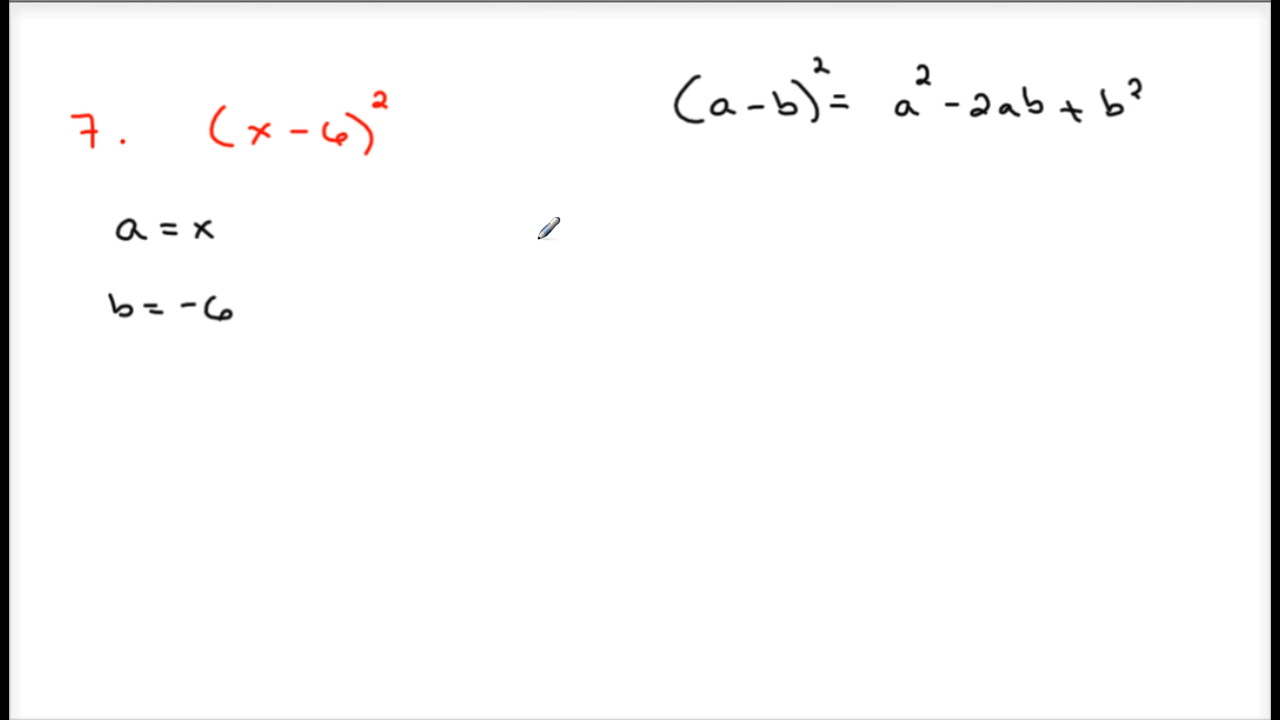 7. (x - 6)²
(a - b)² = a² - 2ab + b²
a = x
b = -6